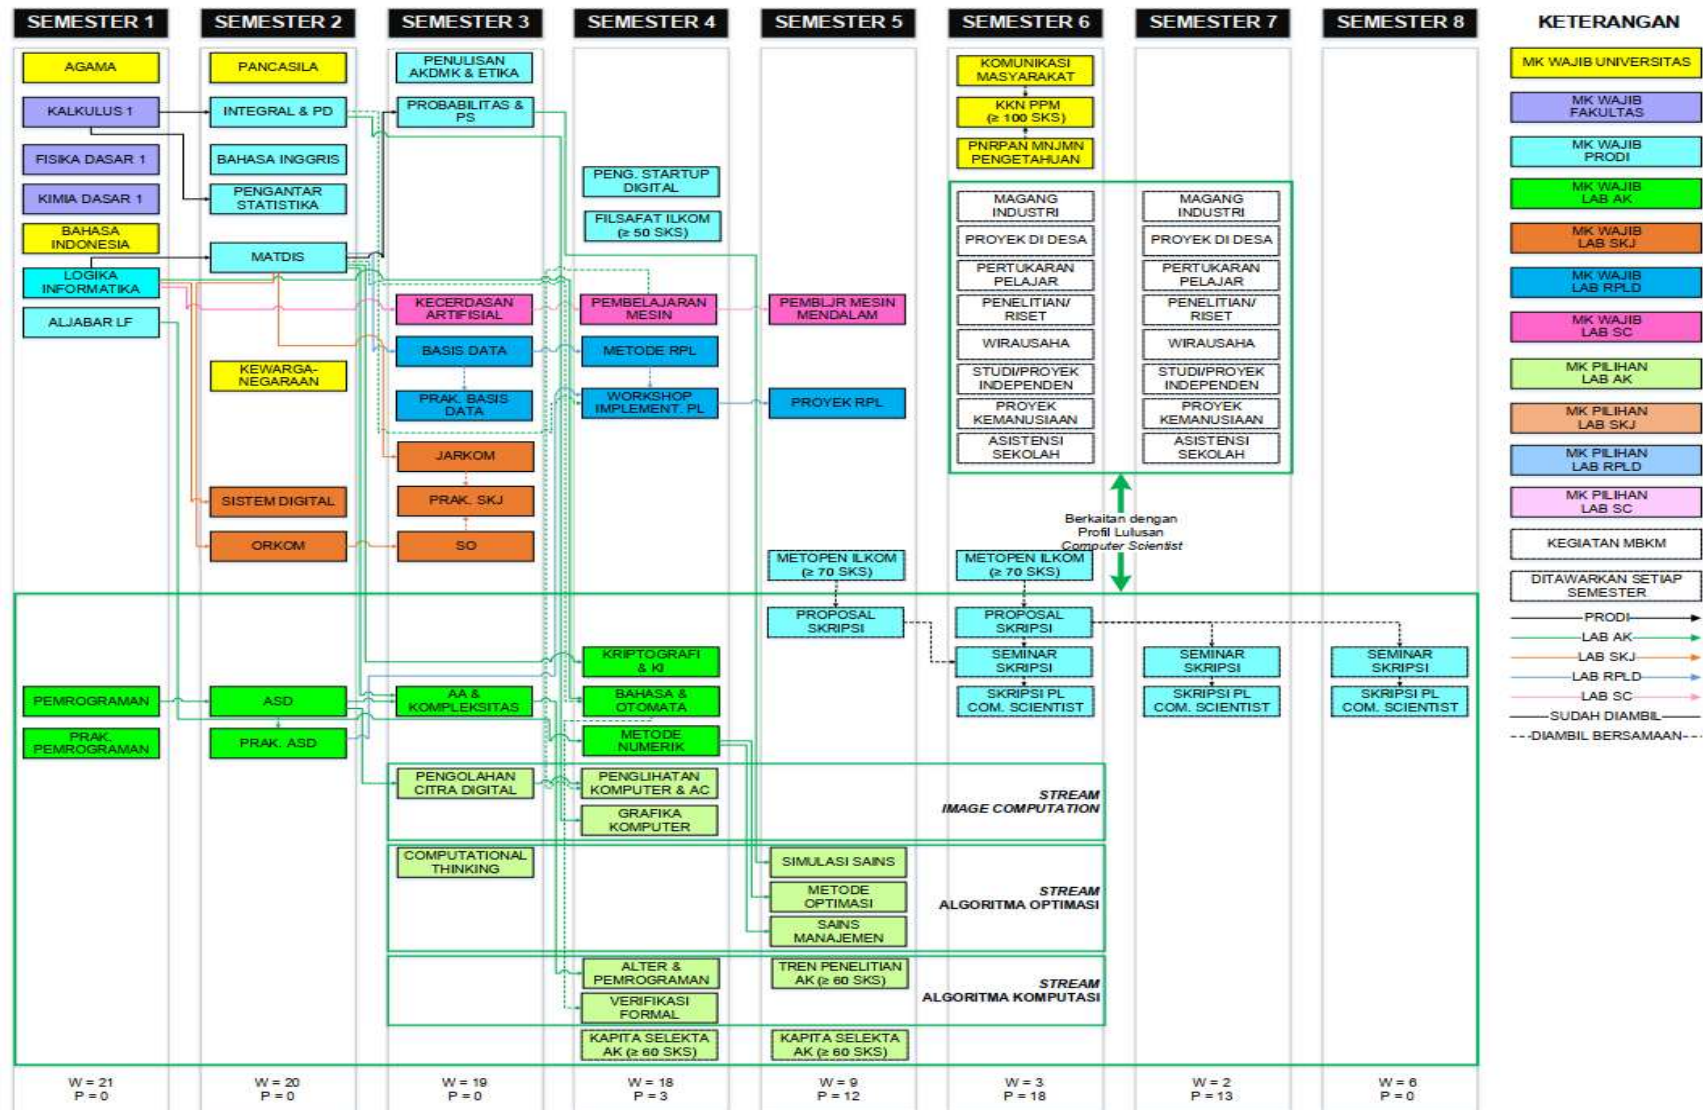 SEMESTER 1
SEMESTER 2
SEMESTER 3
SEMESTER 4
SEMESTER 5
SEMESTER 6
SEMESTER 7
SEMESTER 8
KETERANGAN
AGAMA
KALKULUS 1
FISIKA DASAR 1
KIMIA DASAR 1
BAHASA
INDONESIA
LOGIKA
INFORMATIKA
ALJABAR LF
PEMROGRAMAN
PRAK.
PEMROGRAMAN
W = 21
P = 0
PANCASILA
INTEGRAL & PD
BAHASA INGGRIS
PENGANTAR
STATISTIKA
MATDIS
KEWARGA-
NEGARAAN
SISTEM DIGITAL
ORKOM
ASD
PRAK. ASD
W = 20
P = 0
PENULISAN
AKDMK & ETIKA
PROBABILITAS &
PS
KECERDASAN
ARTIFISIAL
BASIS DATA
PRAK. BASIS
DATA
JARKOM
PRAK. SKJ
SO
AA &
KOMPLEKSITAS
PENGOLAHAN
CITRA DIGITAL
COMPUTATIONAL
THINKING
W = 19
P = 0
PENG. STARTUP
DIGITAL
FILSAFAT ILKOM
(≥ 50 SKS)
PEMBELAJARAN
MESIN
METODE RPL
WORKSHOP
IMPLEMENT. PL
KRIPTOGRAFI
& KI
BAHASA &
OTOMATA
METODE
NUMERIK
PENGLIHATAN
KOMPUTER & AC
GRAFIKA
KOMPUTER
ALTER &
PEMROGRAMAN
VERIFIKASI
FORMAL
KAPITA SELEKTA
AK (≥ 60 SKS)
W = 18
P = 3
PEMBLJR MESIN
MENDALAM
PROYEK RPL
METOPEN ILKOM
(≥ 70 SKS)
PROPOSAL
SKRIPSI
SIMULASI SAINS
METODE
OPTIMASI
SAINS
MANAJEMEN
TREN PENELITIAN
AK (≥ 60 SKS)
KAPITA SELEKTA
AK (≥ 60 SKS)
W = 9
P = 12
KOMUNIKASI
MASYARAKAT
KKN PPM
(≥ 100 SKS)
PNRPAN MNJMN
PENGETAHUAN
MAGANG
INDUSTRI
PROYEK DI DESA
PERTUKARAN
PELAJAR
PENELITIAN/
RISET
WIRAUSAHA
STUDI/PROYEK
INDEPENDEN
PROYEK
KEMANUSIAAN
ASISTENSI
SEKOLAH
Berkaitan dengan
Profil Lulusan
Computer Scientist
METOPEN ILKOM
(≥ 70 SKS)
PROPOSAL
SKRIPSI
SEMINAR
SKRIPSI
SKRIPSI PL
COM. SCIENTIST
STREAM
IMAGE COMPUTATION
STREAM
ALGORITMA OPTIMASI
STREAM
ALGORITMA KOMPUTASI
W = 3
P = 18
MAGANG
INDUSTRI
PROYEK DI DESA
PERTUKARAN
PELAJAR
PENELITIAN/
RISET
WIRAUSAHA
STUDI/PROYEK
INDEPENDEN
PROYEK
KEMANUSIAAN
ASISTENSI
SEKOLAH
SEMINAR
SKRIPSI
SKRIPSI PL
COM. SCIENTIST
W = 2
P = 13
SEMINAR
SKRIPSI
SKRIPSI PL
COM. SCIENTIST
W = 6
P = 0
MK WAJIB UNIVERSITAS
MK WAJIB
FAKULTAS
MK WAJIB
PRODI
MK WAJIB
LAB AK
MK WAJIB
LAB SKJ
MK WAJIB
LAB RPLD
MK WAJIB
LAB SC
MK PILIHAN
LAB AK
MK PILIHAN
LAB SKJ
MK PILIHAN
LAB RPLD
MK PILIHAN
LAB SC
KEGIATAN MBKM
DITAWARKAN SETIAP
SEMESTER
PRODI
LAB AK
LAB SKJ
LAB RPLD
LAB SC
SUDAH DIAMBIL
DIAMBIL BERSAMAAN